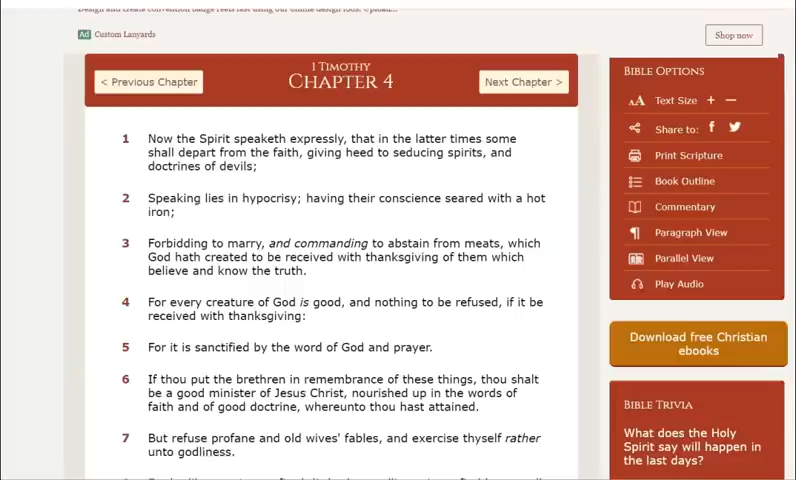 Ad Custom Lanyards
Shop now
1 TIMOTHY
< Previous Chapter
CHAPTER 4
Next Chapter >
1 Now the Spirit speaketh expressly, that in the latter times some
shall depart from the faith, giving heed to seducing spirits, and
doctrines of devils;
2 Speaking lies in hypocrisy; having their conscience seared with a hot
iron;
3 Forbidding to marry, and commanding to abstain from meats, which
God hath created to be received with thanksgiving of them which
believe and know the truth.
4 For every creature of God is good, and nothing to be refused, if it be
received with thanksgiving:
5 For it is sanctified by the word of God and prayer.
6 If thou put the brethren in remembrance of these things, thou shalt
be a good minister of Jesus Christ, nourished up in the words of
faith and of good doctrine, whereunto thou hast attained.
7 But refuse profane and old wives' fables, and exercise thyself rather
unto godliness.
BIBLE OPTIONS
AA Text Size + −
Share to: f
Print Scripture
Book Outline
Commentary
Paragraph View
Parallel View
Play Audio
Download free Christian
ebooks
BIBLE TRIVIA
What does the Holy
Spirit say will happen in
the last days?